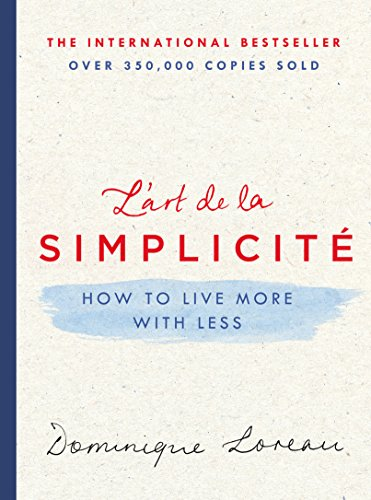 THE INTERNATIONAL BESTSELLER
OVER 350,000 COPIES SOLD
L'art de la
SIMPLICITÉ
HOW TO LIVE MORE
WITH LESS
Dominique Loreau